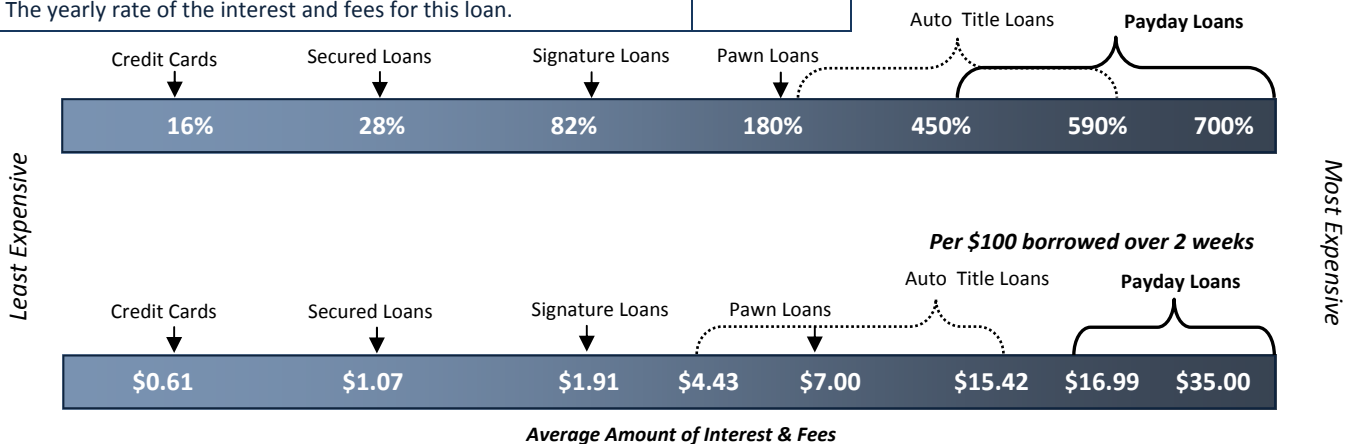 The yearly rate of the interest and fees for this loan.
Auto Title Loans
Payday Loans
Credit Cards
Secured Loans
Signature Loans
Pawn Loans
16%
28%
82%
180%
450%
590%
700%
Least Expensive
Most Expensive
Per $100 borrowed over 2 weeks
Auto Title Loans
Payday Loans
Credit Cards
Secured Loans
Signature Loans
Pawn Loans
$0.61
$1.07
$1.91
$4.43
$7.00
$15.42
$16.99
$35.00
Average Amount of Interest & Fees